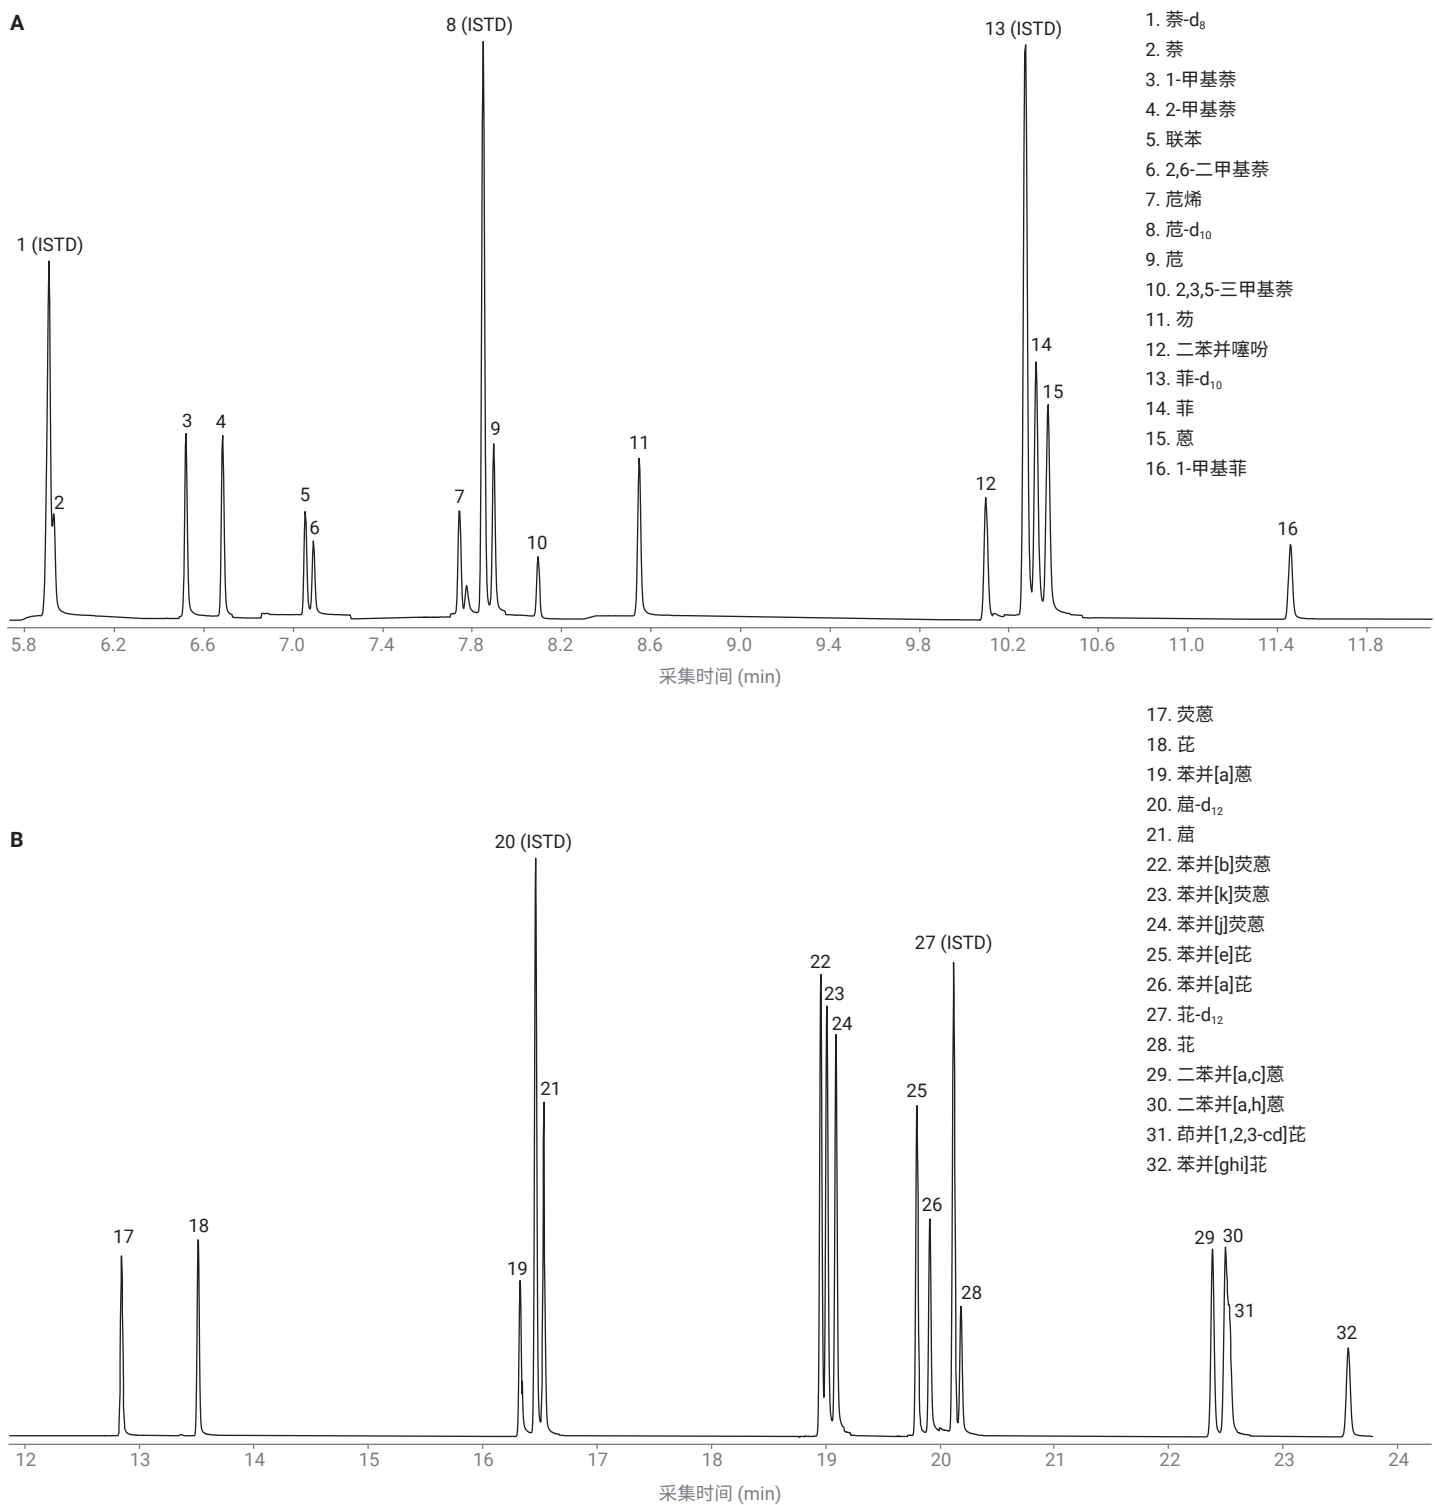 A
8 (ISTD)
13 (ISTD)
1 (ISTD)
2
3
4
5
6
7
9
10
11
12
14
15
16
1. 萘-d8
2. 萘
3. 1-甲基萘
4. 2-甲基萘
5. 联苯
6. 2,6-二甲基萘
7. 苊烯
8. 苊-d10
9. 苊
10. 2,3,5-三甲基萘
11. 芴
12. 二苯并噻吩
13. 菲-d10
14. 菲
15. 蒽
16. 1-甲基菲
5.8 6.2 6.6 7.0 7.4 7.8 8.2 8.6 9.0 9.4 9.8 10.2 10.6 11.0 11.4 11.8
采集时间 (min)
B
17
18
19
20 (ISTD)
21
22
23
24
25
26
27 (ISTD)
28
29
30
31
32
17. 荧蒽
18. 芘
19. 苯并[a]蒽
20. 䓛-d12
21. 䓛
22. 苯并[b]荧蒽
23. 苯并[k]荧蒽
24. 苯并[j]荧蒽
25. 苯并[e]芘
26. 苯并[a]芘
27. 苝-d12
28. 苝
29. 二苯并[a,c]蒽
30. 二苯并[a,h]蒽
31. 茚并[1,2,3-cd]芘
32. 苯并[ghi]苝
12 13 14 15 16 17 18 19 20 21 22 23 24
采集时间 (min)